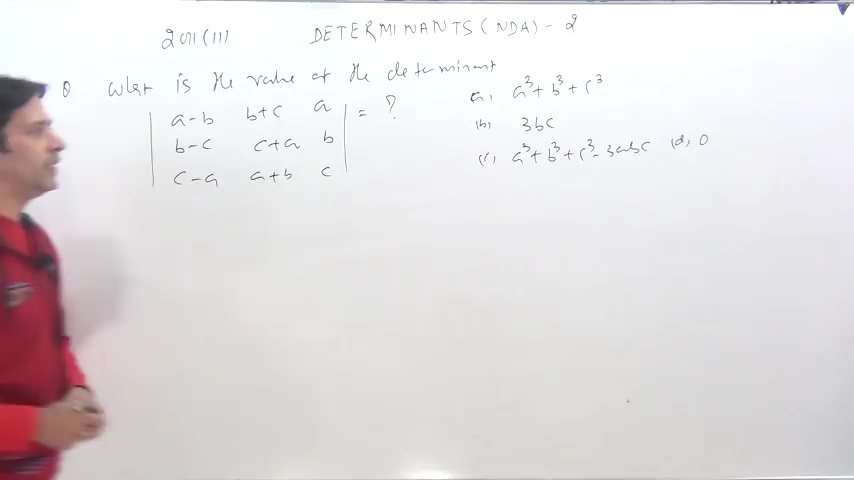 2011(II) DETERMINANTS (NDA) - 2
Q What is the value of the determinant
a-b b+c a
b-c c+a b = ?
c-a a+b c
(a) a³ + b³ + c³
(b) 3bc
(c) a³ + b³ + c³ - 3abc (d) 0